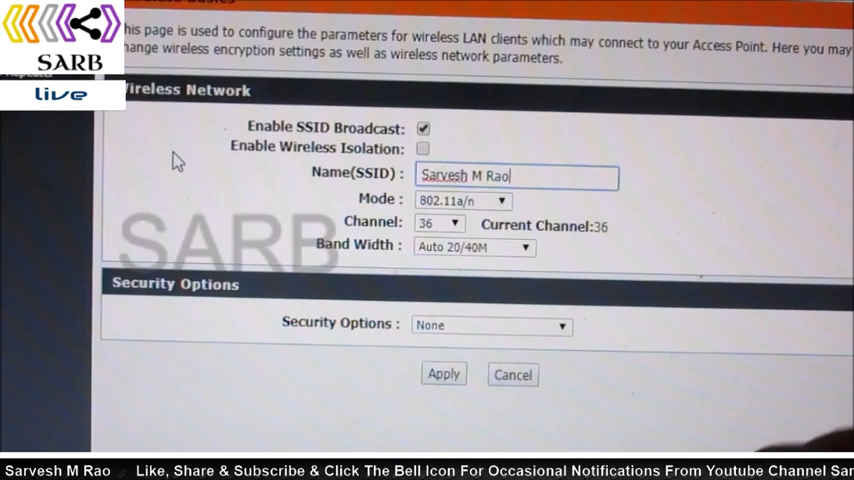 his page is used to configure the parameters for wireless LAN clients which may connect to your Access Point. Here you may
hange wireless encryption settings as well as wireless network parameters.
SARB
live
ireless Network
Enable SSID Broadcast:
Enable Wireless Isolation:
Name(SSID) : Sarvesh M Rao
Mode : 802.11a/n
Channel: 36 Current Channel:36
Band Width : Auto 20/40M
SARB
Security Options
Security Options : None
Apply Cancel
Sarvesh M Rao Like, Share & Subscribe & Click The Bell Icon For Occasional Notifications From Youtube Channel Sar